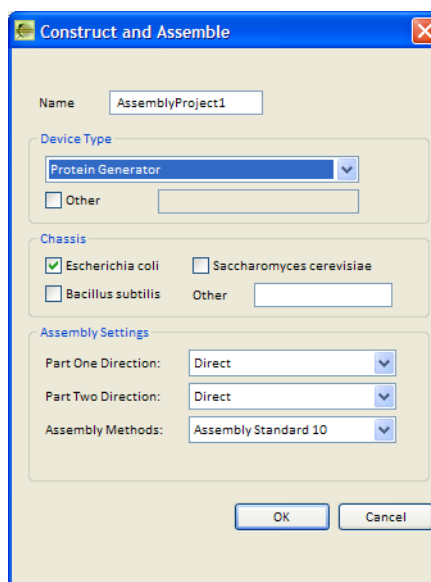 Construct and Assemble
Name AssemblyProject1
Device Type
Protein Generator
Other
Chassis
Escherichia coli Saccharomyces cerevisiae
Bacillus subtilis Other
Assembly Settings
Part One Direction: Direct
Part Two Direction: Direct
Assembly Methods: Assembly Standard 10
OK Cancel